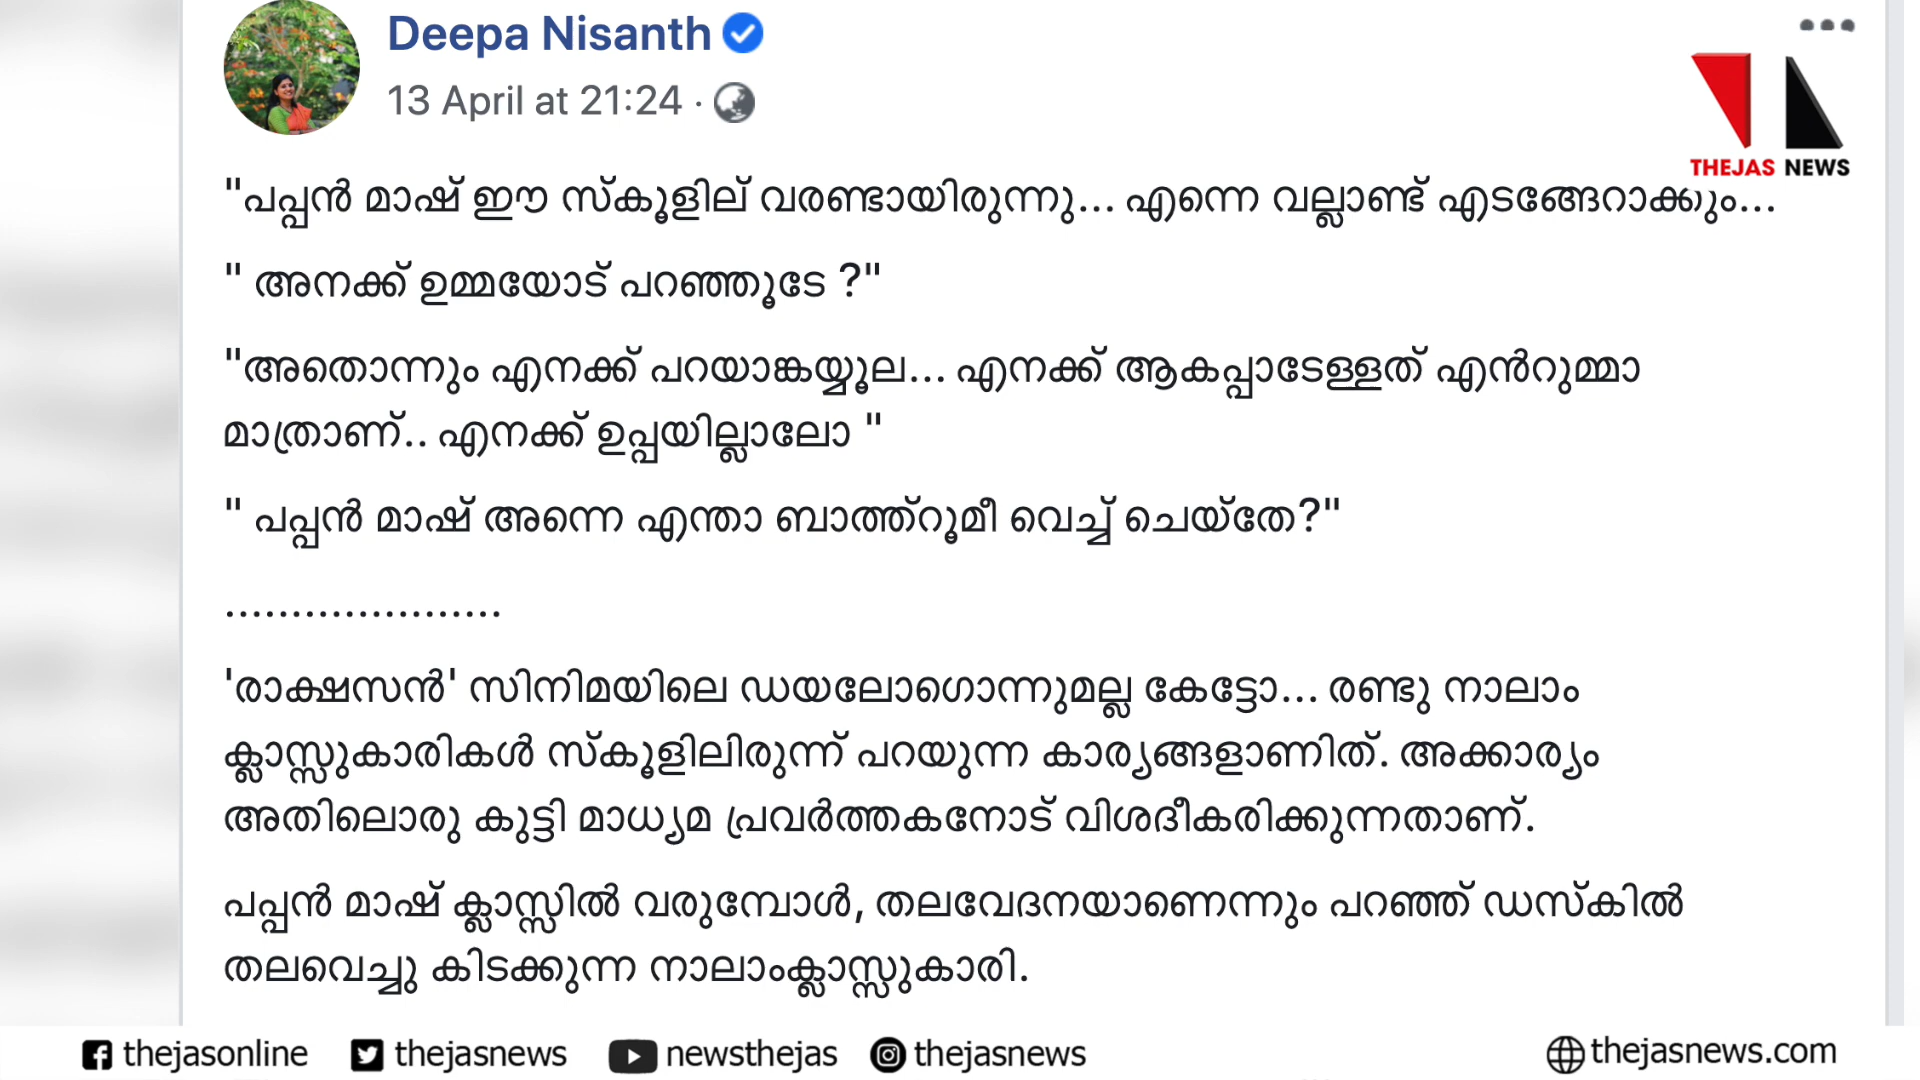 Deepa Nisanth
13 April at 21:24 ·
THEJAS NEWS
"പപ്പൻ മാഷ് ഈ സ്കൂളില് വരണ്ടായിരുന്നു... എന്നെ വല്ലാണ്ട് എടങ്ങേറാക്കും...
" അനക്ക് ഉമ്മയോട് പറഞ്ഞൂടേ ?"
"അതൊന്നും എനക്ക് പറയാങ്കയ്യൂല... എനക്ക് ആകപ്പാടേള്ളത് എൻറുമ്മാ
മാത്രാണ്.. എനക്ക് ഉപ്പയില്ലാലോ "
" പപ്പൻ മാഷ് അന്നെ എന്താ ബാത്ത്റൂമീ വെച്ച് ചെയ്തേ?"
.....................
'രാക്ഷസൻ' സിനിമയിലെ ഡയലോഗൊന്നുമല്ല കേട്ടോ... രണ്ടു നാലാം
ക്ലാസ്സുകാരികൾ സ്കൂളിലിരുന്ന് പറയുന്ന കാര്യങ്ങളാണിത്. അക്കാര്യം
അതിലൊരു കുട്ടി മാധ്യമ പ്രവർത്തകനോട് വിശദീകരിക്കുന്നതാണ്.
പപ്പൻ മാഷ് ക്ലാസ്സിൽ വരുമ്പോൾ, തലവേദനയാണെന്നും പറഞ്ഞ് ഡസ്കിൽ
തലവെച്ചു കിടക്കുന്ന നാലാംക്ലാസ്സുകാരി.
thejasonline thejasnews newsthejas thejasnews thejasnews.com